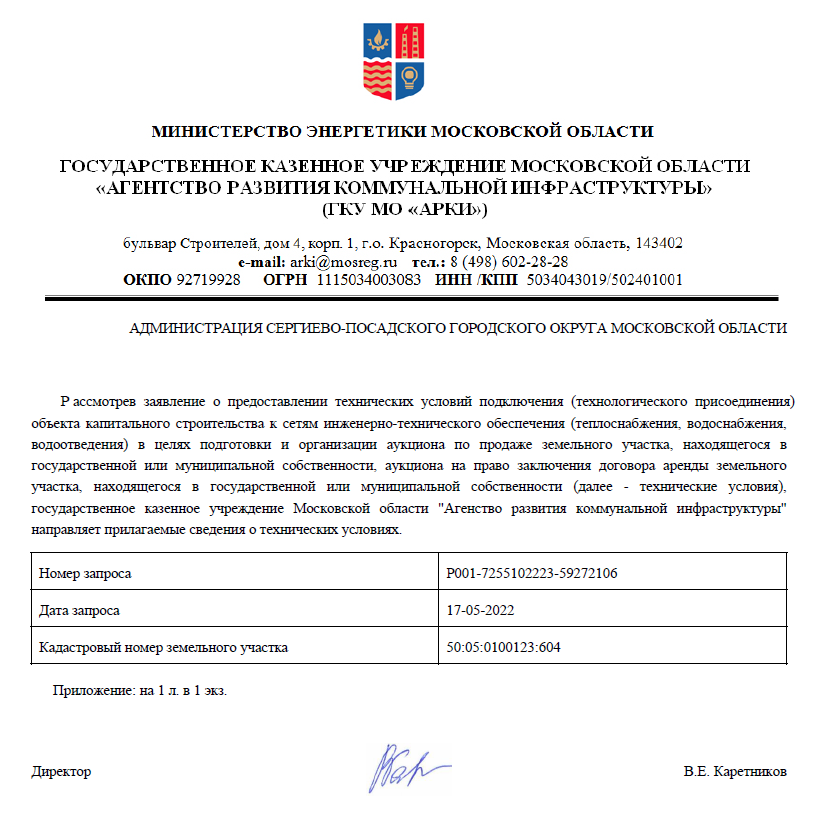 МИНИСТЕРСТВО ЭНЕРГЕТИКИ МОСКОВСКОЙ ОБЛАСТИ
ГОСУДАРСТВЕННОЕ КАЗЕННОЕ УЧРЕЖДЕНИЕ МОСКОВСКОЙ ОБЛАСТИ
«АГЕНТСТВО РАЗВИТИЯ КОММУНАЛЬНОЙ ИНФРАСТРУКТУРЫ»
(ГКУ МО «АРКИ»)
бульвар Строителей, дом 4, корп. 1, г.о. Красногорск, Московская область, 143402
e-mail: arki@mosreg.ru тел.: 8 (498) 602-28-28
ОКПО 92719928 ОГРН 1115034003083 ИНН /КПП 5034043019/502401001
АДМИНИСТРАЦИЯ СЕРГИЕВО-ПОСАДСКОГО ГОРОДСКОГО ОКРУГА МОСКОВСКОЙ ОБЛАСТИ
Р ассмотрев заявление о предоставлении технических условий подключения (технологического присоединения)
объекта капитального строительства к сетям инженерно-технического обеспечения (теплоснабжения, водоснабжения,
водоотведения) в целях подготовки и организации аукциона по продаже земельного участка, находящегося в
государственной или муниципальной собственности, аукциона на право заключения договора аренды земельного
участка, находящегося в государственной или муниципальной собственности (далее - технические условия),
государственное казенное учреждение Московской области "Агенство развития коммунальной инфраструктуры"
направляет прилагаемые сведения о технических условиях.
Номер запроса P001-7255102223-59272106
Дата запроса 17-05-2022
Кадастровый номер земельного участка 50:05:0100123:604
Приложение: на 1 л. в 1 экз.
Директор В.Е. Каретников